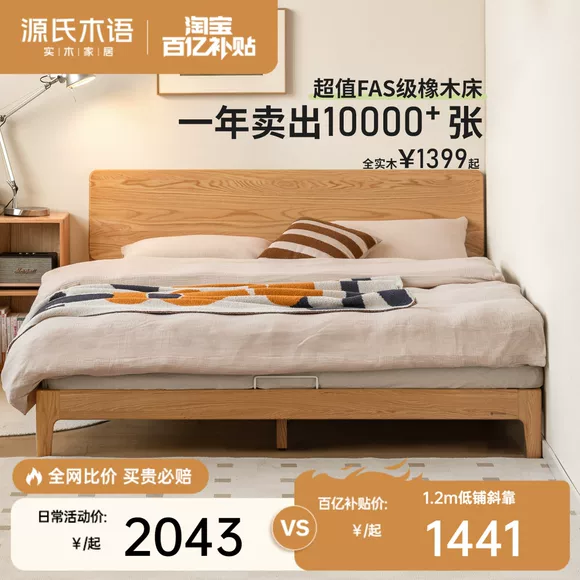 源氏木语
实木家居
淘宝
百亿补贴
超值FAS级橡木床
一年卖出10000+张
全实木¥1399起
全网比价 买贵必赔
日常活动价:
¥/起
2043
VS
百亿补贴价:
¥/起
1.2m低铺斜靠
1441